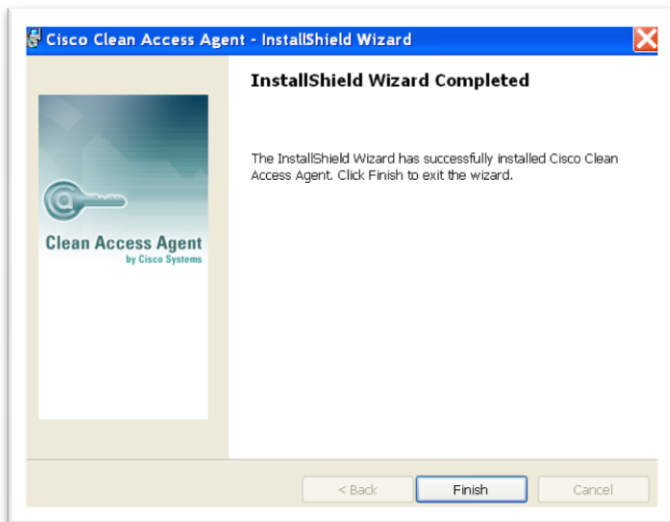 Cisco Clean Access Agent - InstallShield Wizard
InstallShield Wizard Completed
The InstallShield Wizard has successfully installed Cisco Clean
Access Agent. Click Finish to exit the wizard.
Clean Access Agent
by Cisco Systems
< Back
Finish
Cancel